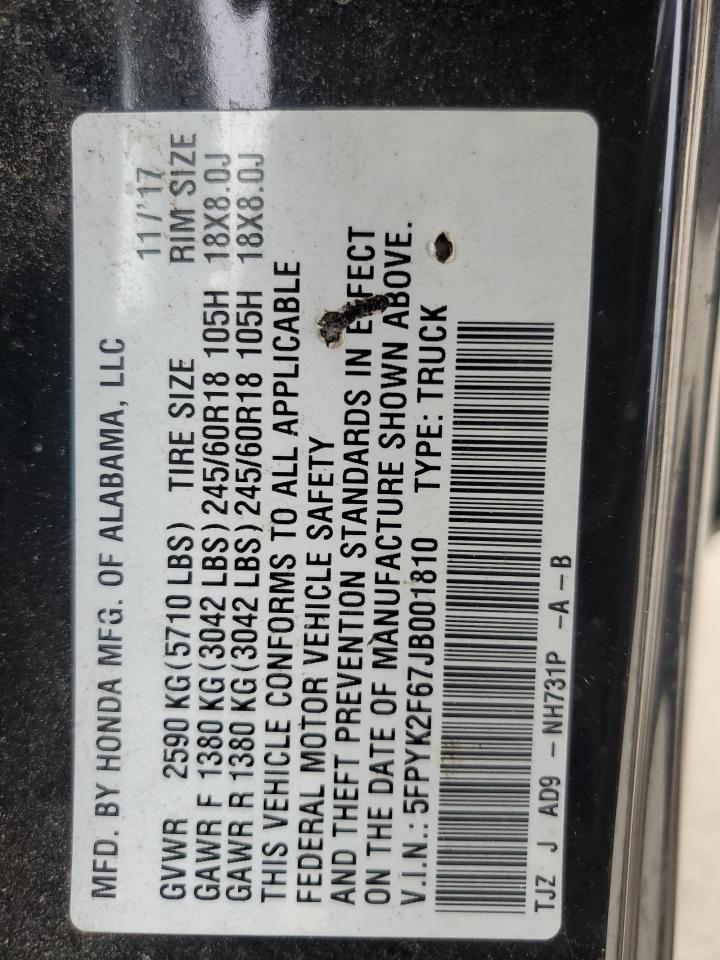 MFD. BY HONDA MFG. OF ALABAMA, LLC 11/'17
GVWR 2590 KG(5710 LBS) TIRE SIZE RIM SIZE
GAWR F 1380 KG(3042 LBS)245/60R18 105H 18X8.0J
GAWR R 1380 KG(3042 LBS)245/60R18 105H 18X8.0J
THIS VEHICLE CONFORMS TO ALL APPLICABLE
FEDERAL MOTOR VEHICLE SAFETY
AND THEFT PREVENTION STANDARDS IN EFFECT
ON THE DATE OF MANUFACTURE SHOWN ABOVE.
V.I.N.: 5FPYK2F67JB001810 TYPE: TRUCK
TJZ J AD9 – NH731P -A – B